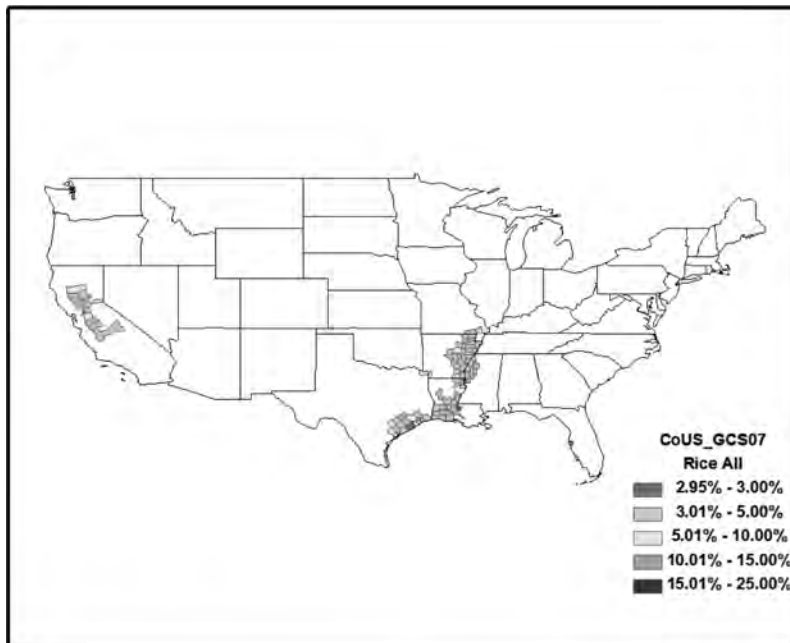 CoUS_GCS07
Rice All
2.95% - 3.00%
3.01% - 5.00%
5.01% - 10.00%
10.01% - 15.00%
15.01% - 25.00%